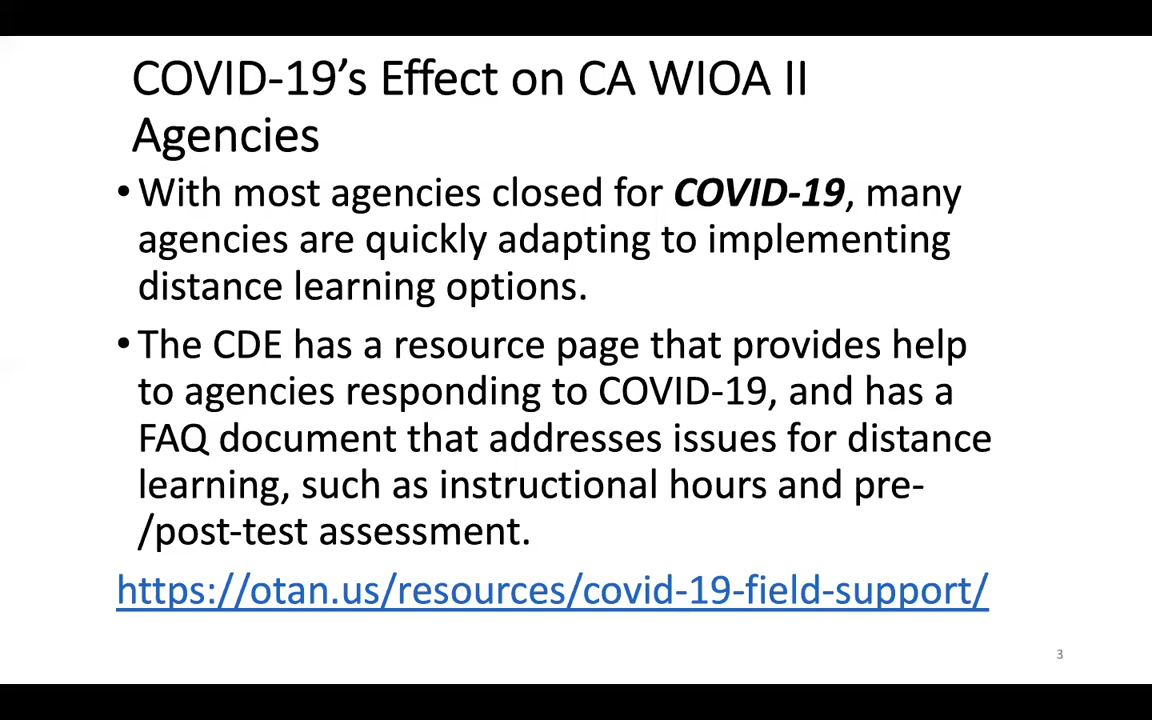 COVID-19’s Effect on CA WIOA II
Agencies
• With most agencies closed for COVID-19, many
agencies are quickly adapting to implementing
distance learning options.
• The CDE has a resource page that provides help
to agencies responding to COVID-19, and has a
FAQ document that addresses issues for distance
learning, such as instructional hours and pre-
/post-test assessment.
https://otan.us/resources/covid-19-field-support/
3